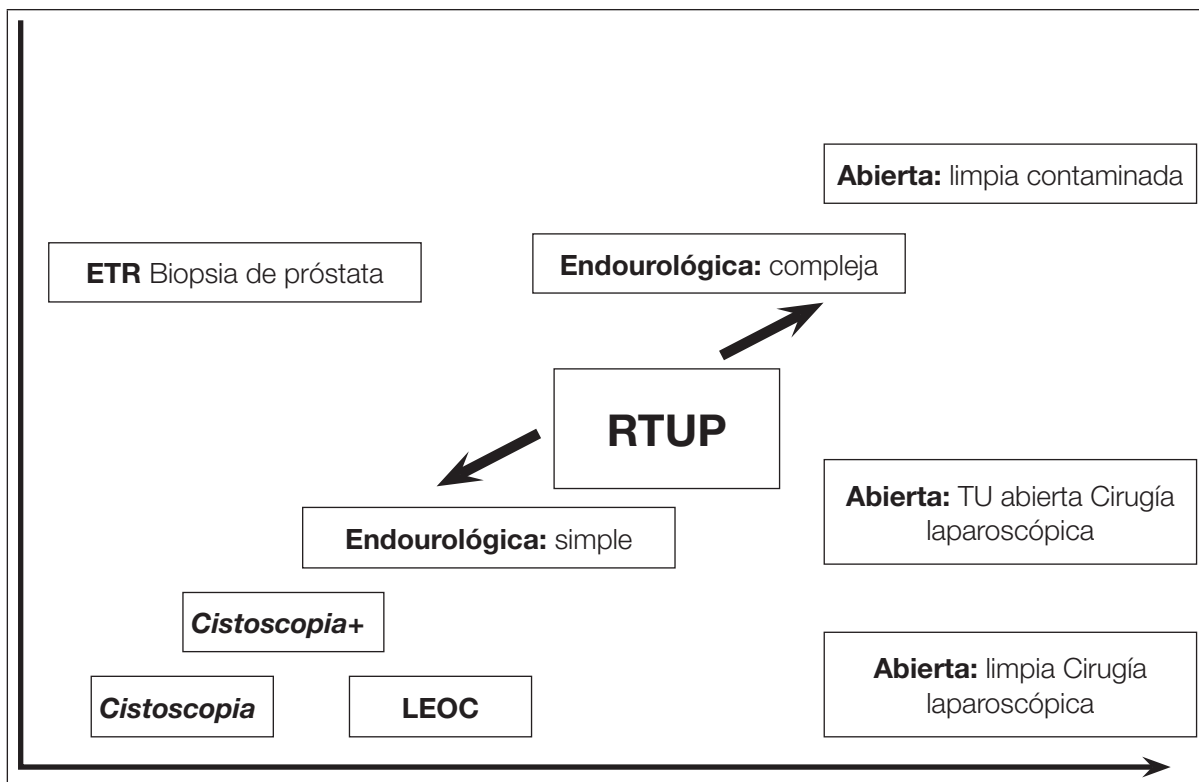 Abierta: limpia contaminada
ETR Biopsia de próstata
Endourológica: compleja
RTUP
Abierta: TU abierta Cirugía
laparoscópica
Endourológica: simple
Cistoscopia+
Abierta: limpia Cirugía
laparoscópica
Cistoscopia
LEOC